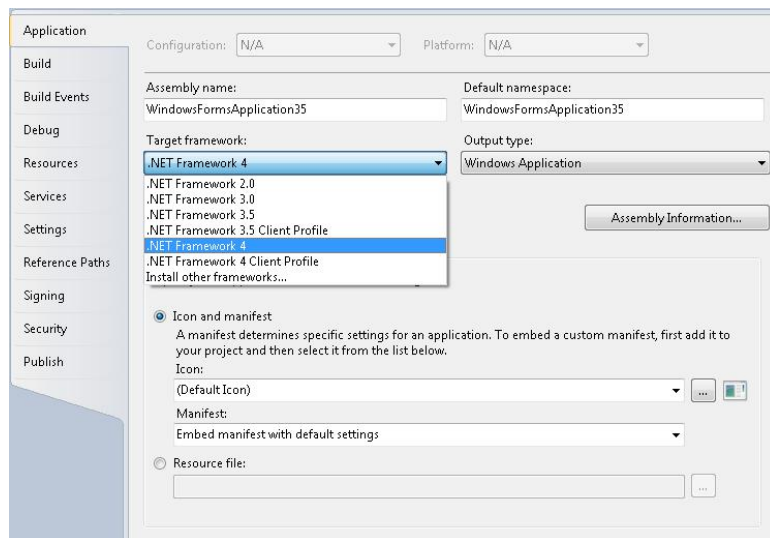 Application
Build
Build Events
Debug
Resources
Services
Settings
Reference Paths
Signing
Security
Publish
Configuration: N/A Platform: N/A
Assembly name: Default namespace:
WindowsFormsApplication35 WindowsFormsApplication35
Target framework: Output type:
.NET Framework 4 Windows Application
.NET Framework 2.0
.NET Framework 3.0
.NET Framework 3.5
.NET Framework 3.5 Client Profile
.NET Framework 4
.NET Framework 4 Client Profile
Install other frameworks...
Assembly Information...
Icon and manifest
A manifest determines specific settings for an application. To embed a custom manifest, first add it to
your project and then select it from the list below.
Icon:
(Default Icon) ...
Manifest:
Embed manifest with default settings
Resource file:
...